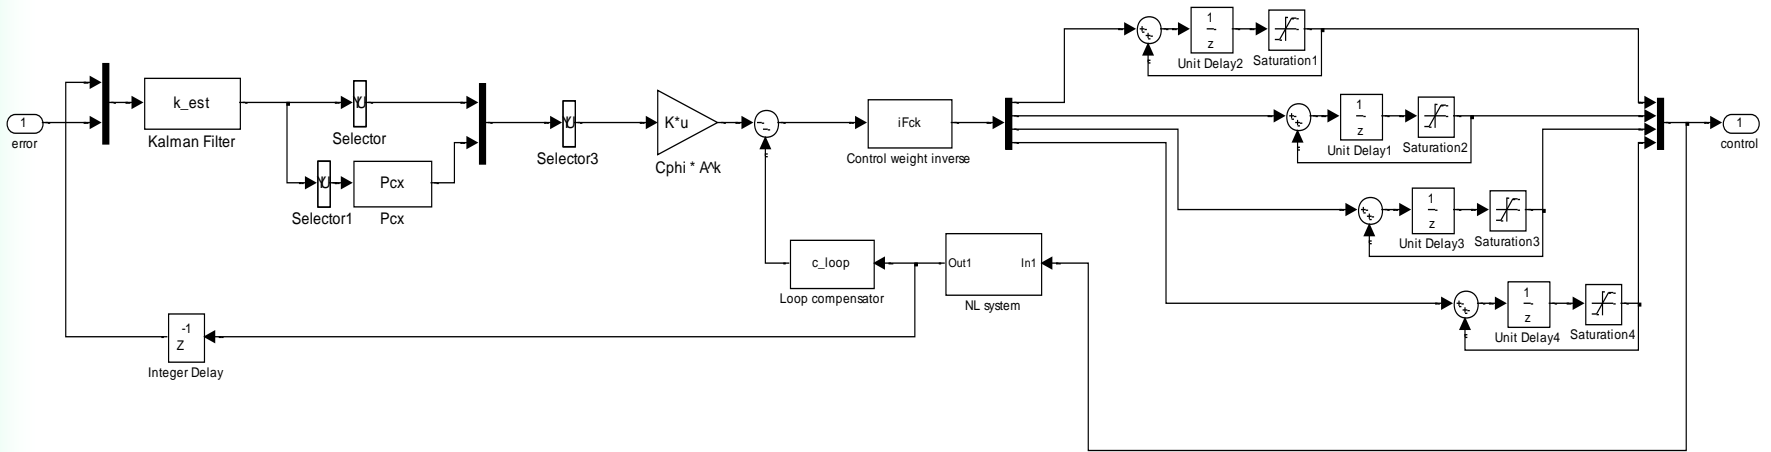 1
error
k_est
Kalman Filter
Selector
Selector1
Pcx
Pcx
Selector3
K*u
Cphi * A^k
iFck
Control weight inverse
c_loop
Loop compensator
Out1
In1
NL system
-1
Z
Integer Delay
1
z
Unit Delay2
Saturation1
1
z
Unit Delay1
Saturation2
1
z
Unit Delay3
Saturation3
1
z
Unit Delay4
Saturation4
1
control